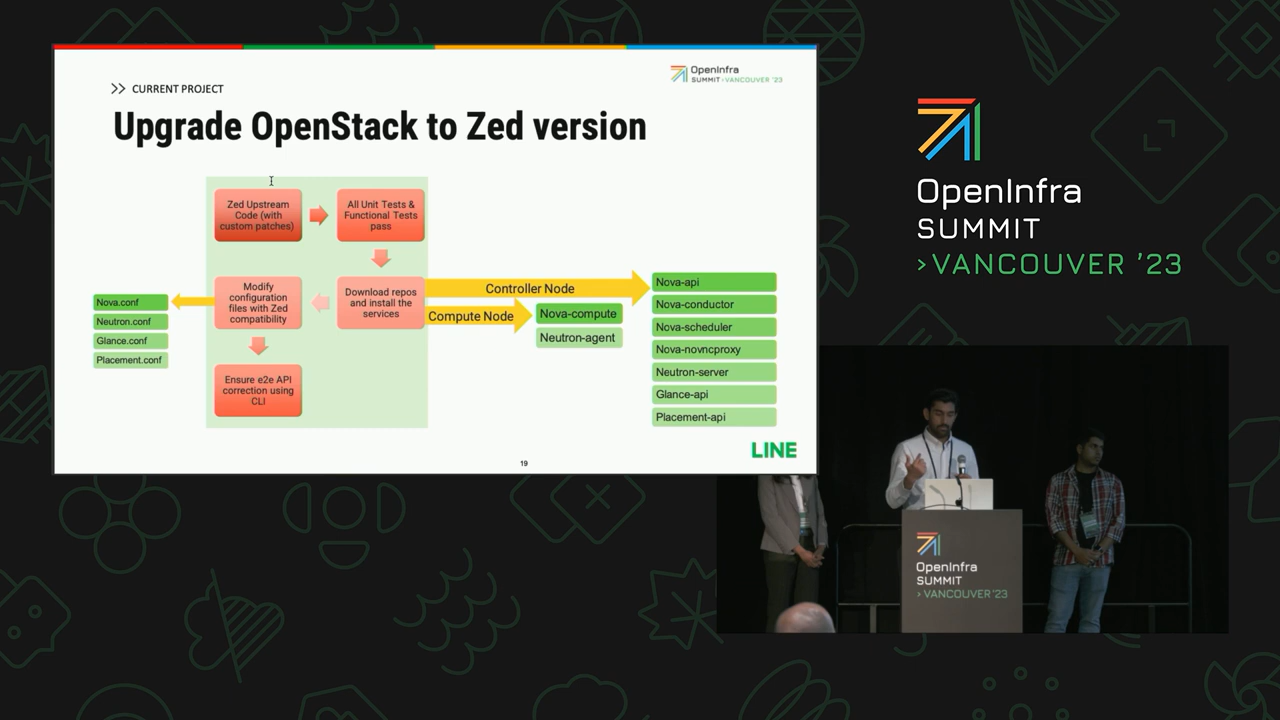 OpenInfra
SUMMIT >VANCOUVER '23
>> CURRENT PROJECT
Upgrade OpenStack to Zed version
Zed Upstream
Code (with
custom patches)
All Unit Tests &
Functional Tests
pass
Modify
configuration
files with Zed
compatibility
Download repos
and install the
services
Ensure e2e API
correction using
CLI
Nova.conf
Neutron.conf
Glance.conf
Placement.conf
Controller Node
Compute Node
Nova-compute
Neutron-agent
Nova-api
Nova-conductor
Nova-scheduler
Nova-novncproxy
Neutron-server
Glance-api
Placement-api
LINE
19
OpenInfra
SUMMIT
>VANCOUVER '23
OpenInfra
SUMMIT
>VANCOUVER '23